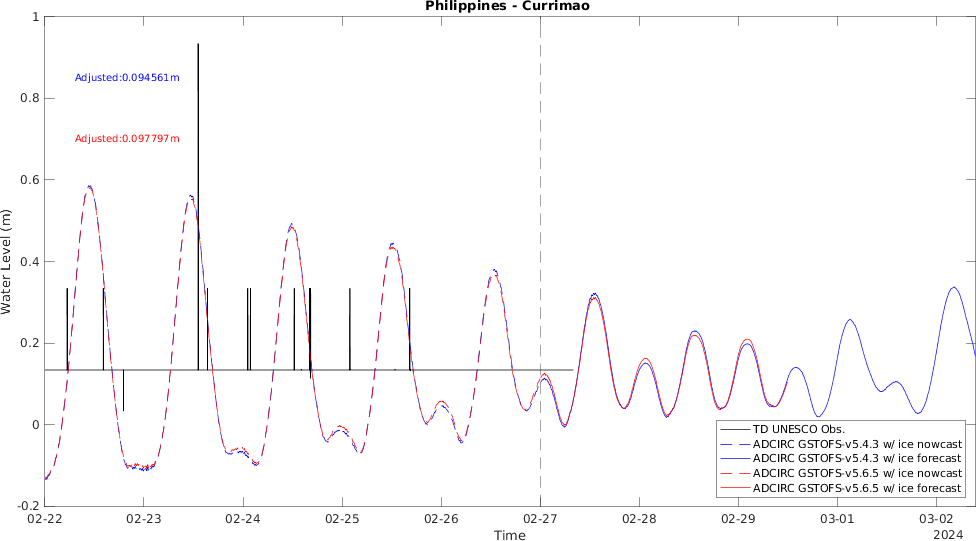 Philippines - Currimao
Adjusted:0.094561m
Adjusted:0.097797m
Water Level (m)
1
0.8
0.6
0.4
0.2
0
-0.2
02-22
02-23
02-24
02-25
02-26
02-27
02-28
02-29
03-01
03-02
Time
2024
TD UNESCO Obs.
ADCIRC GSTOFS-v5.4.3 w/ ice nowcast
ADCIRC GSTOFS-v5.4.3 w/ ice forecast
ADCIRC GSTOFS-v5.6.5 w/ ice nowcast
ADCIRC GSTOFS-v5.6.5 w/ ice forecast